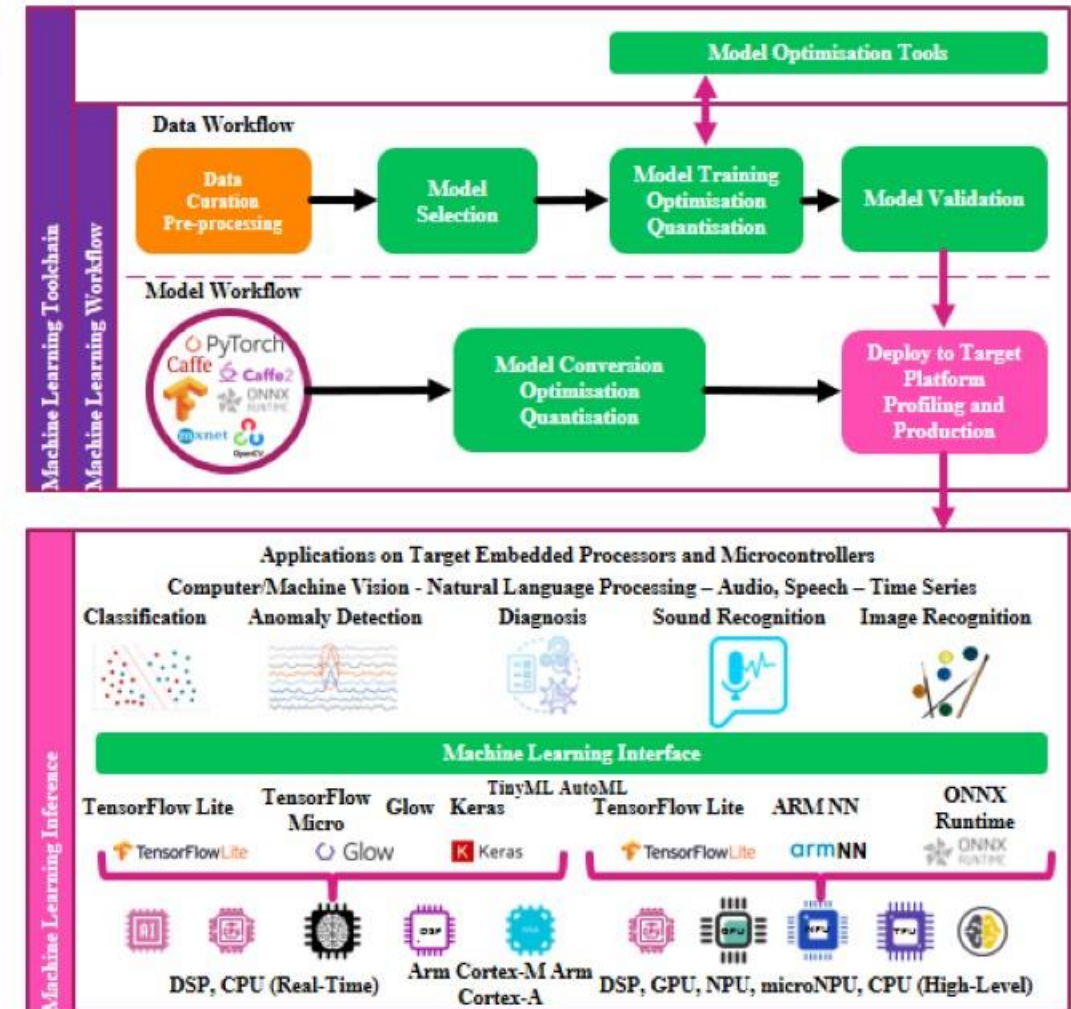 Machine Learning Toolchain
Machine Learning Workflow
Model Optimisation Tools
Data Workflow
Data
Curation
Pre-processing
Model
Selection
Model Training
Optimisation
Quantisation
Model Validation
Model Workflow
PyTorch
Caffe
Caffe2
ONNX
RUNTIME
mxnet
OpenCV
Model Conversion
Optimisation
Quantisation
Deploy to Target
Platform
Profiling and
Production
Machine Learning Inference
Applications on Target Embedded Processors and Microcontrollers
Computer/Machine Vision - Natural Language Processing – Audio, Speech – Time Series
Classification
Anomaly Detection
Diagnosis
Sound Recognition
Image Recognition
Machine Learning Interface
TinyML AutoML
TensorFlow Lite
TensorFlow
Micro
Glow
Keras
TensorFlow Lite
ARM NN
ONNX
Runtime
TensorFlowLite
Glow
K Keras
TensorFlowLite
armNN
ONNX
RUNTIME
AI
DSP
GPU
NPU
TPU
DSP, CPU (Real-Time)
Arm Cortex-M Arm
Cortex-A
DSP, GPU, NPU, microNPU, CPU (High-Level)